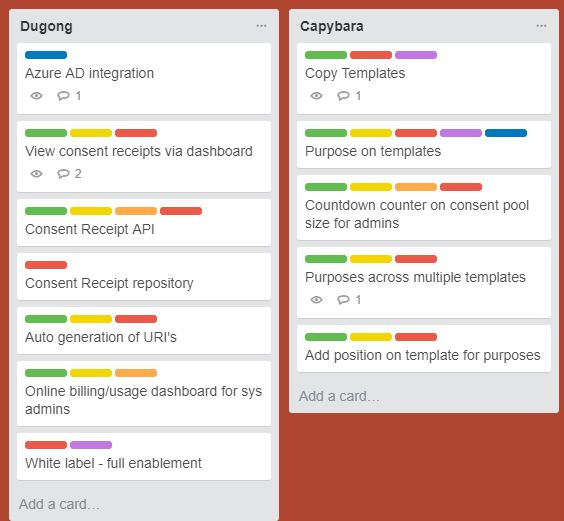 Dugong
Azure AD integration
1
View consent receipts via dashboard
2
Consent Receipt API
Consent Receipt repository
Auto generation of URI's
Online billing/usage dashboard for sys
admins
White label - full enablement
Add a card…
Capybara
Copy Templates
1
Purpose on templates
Countdown counter on consent pool
size for admins
Purposes across multiple templates
1
Add position on template for purposes
Add a card…